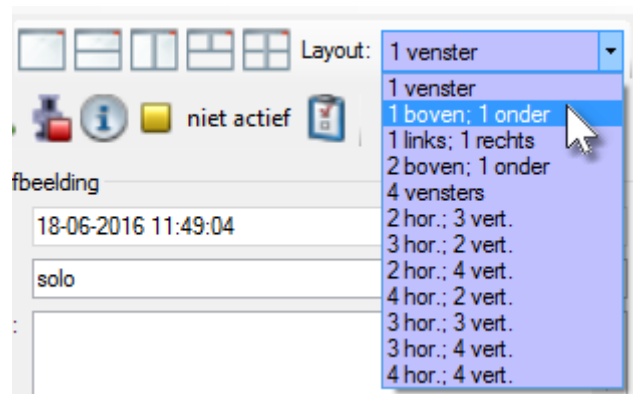 Layout: 1 venster
1 venster
1 boven; 1 onder
1 links; 1 rechts
2 boven; 1 onder
4 vensters
2 hor.; 3 vert.
3 hor.; 2 vert.
2 hor.; 4 vert.
4 hor.; 2 vert.
3 hor.; 3 vert.
3 hor.; 4 vert.
4 hor.; 4 vert.
niet actief
fbeelding
18-06-2016 11:49:04
solo
: